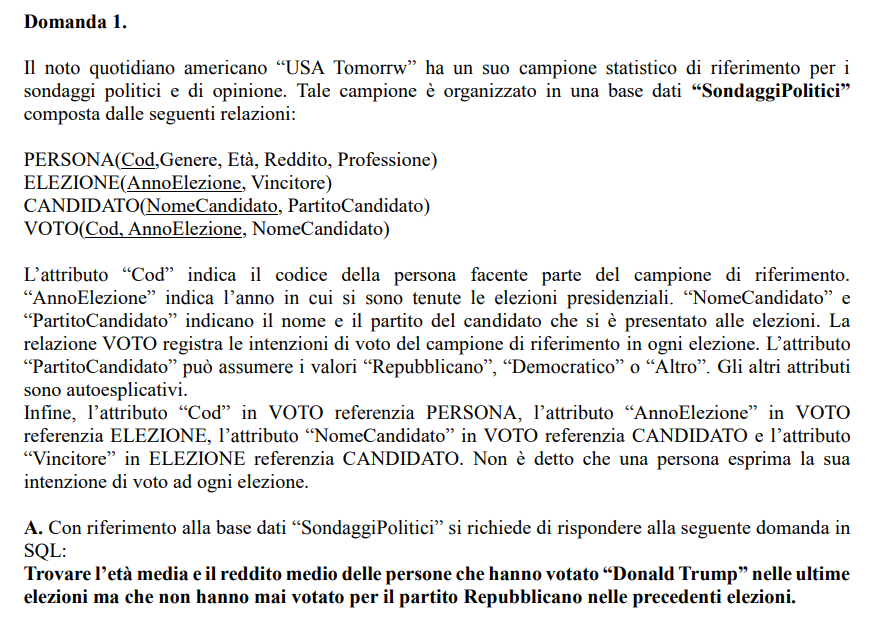 Domanda 1.
Il noto quotidiano americano “USA Tomorrw” ha un suo campione statistico di riferimento per i
sondaggi politici e di opinione. Tale campione è organizzato in una base dati “SondaggiPolitici”
composta dalle seguenti relazioni:
PERSONA(Cod,Genere, Età, Reddito, Professione)
ELEZIONE(AnnoElezione, Vincitore)
CANDIDATO(NomeCandidato, PartitoCandidato)
VOTO(Cod, AnnoElezione, NomeCandidato)
L’attributo “Cod” indica il codice della persona facente parte del campione di riferimento.
“AnnoElezione” indica l’anno in cui si sono tenute le elezioni presidenziali. “NomeCandidato” e
“PartitoCandidato” indicano il nome e il partito del candidato che si è presentato alle elezioni. La
relazione VOTO registra le intenzioni di voto del campione di riferimento in ogni elezione. L’attributo
“PartitoCandidato” può assumere i valori “Repubblicano”, “Democratico” o “Altro”. Gli altri attributi
sono autoesplicativi.
Infine, l’attributo “Cod” in VOTO referenzia PERSONA, l’attributo “AnnoElezione” in VOTO
referenzia ELEZIONE, l’attributo “NomeCandidato” in VOTO referenzia CANDIDATO e l’attributo
“Vincitore” in ELEZIONE referenzia CANDIDATO. Non è detto che una persona esprima la sua
intenzione di voto ad ogni elezione.
A. Con riferimento alla base dati “SondaggiPolitici” si richiede di rispondere alla seguente domanda in
SQL:
Trovare l’età media e il reddito medio delle persone che hanno votato “Donald Trump” nelle ultime
elezioni ma che non hanno mai votato per il partito Repubblicano nelle precedenti elezioni.